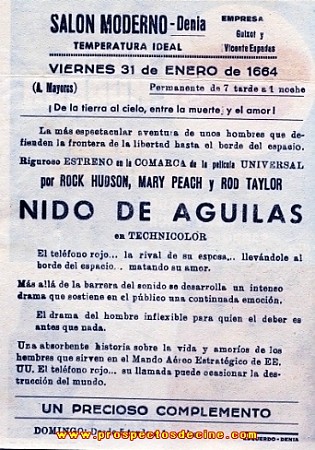 SALON MODERNO - Denia
EMPRESA
Guixot y
Vicente Espadas
TEMPERATURA IDEAL
VIERNES 31 de ENERO de 1664
(A. Mayores) Permanente de 7 tarde a 1 noche
¡De la tierra al cielo, entre la muerte y el amor!
La más espectacular aventura de unos hombres que de-
fienden la frontera de la libertad hasta el borde del espacio.
Riguroso ESTRENO en la COMARCA de la película UNIVERSAL
por ROCK HUDSON, MARY PEACH y ROD TAYLOR
NIDO DE AGUILAS
en TECHNICOLOR
El teléfono rojo... la rival de su esposa,.. llevándole al
borde del espacio.. matando su amor.
Más allá de la barrera del sonido se desarrolla un intenso
drama que sostiene en el público una continuada emoción.
El drama del hombre inflexible para quien el deber es
antes que nada.
Una absorbente historia sobre la vida y amoríos de los
hombres que sirven en el Mando Aéreo Estratégico de EE.
UU. El teléfono rojo... su llamada puede ocasionar la des-
trucción del mundo.
UN PRECIOSO COMPLEMENTO
DOMINGO:
www.prospectosdecine.com
- DENIA